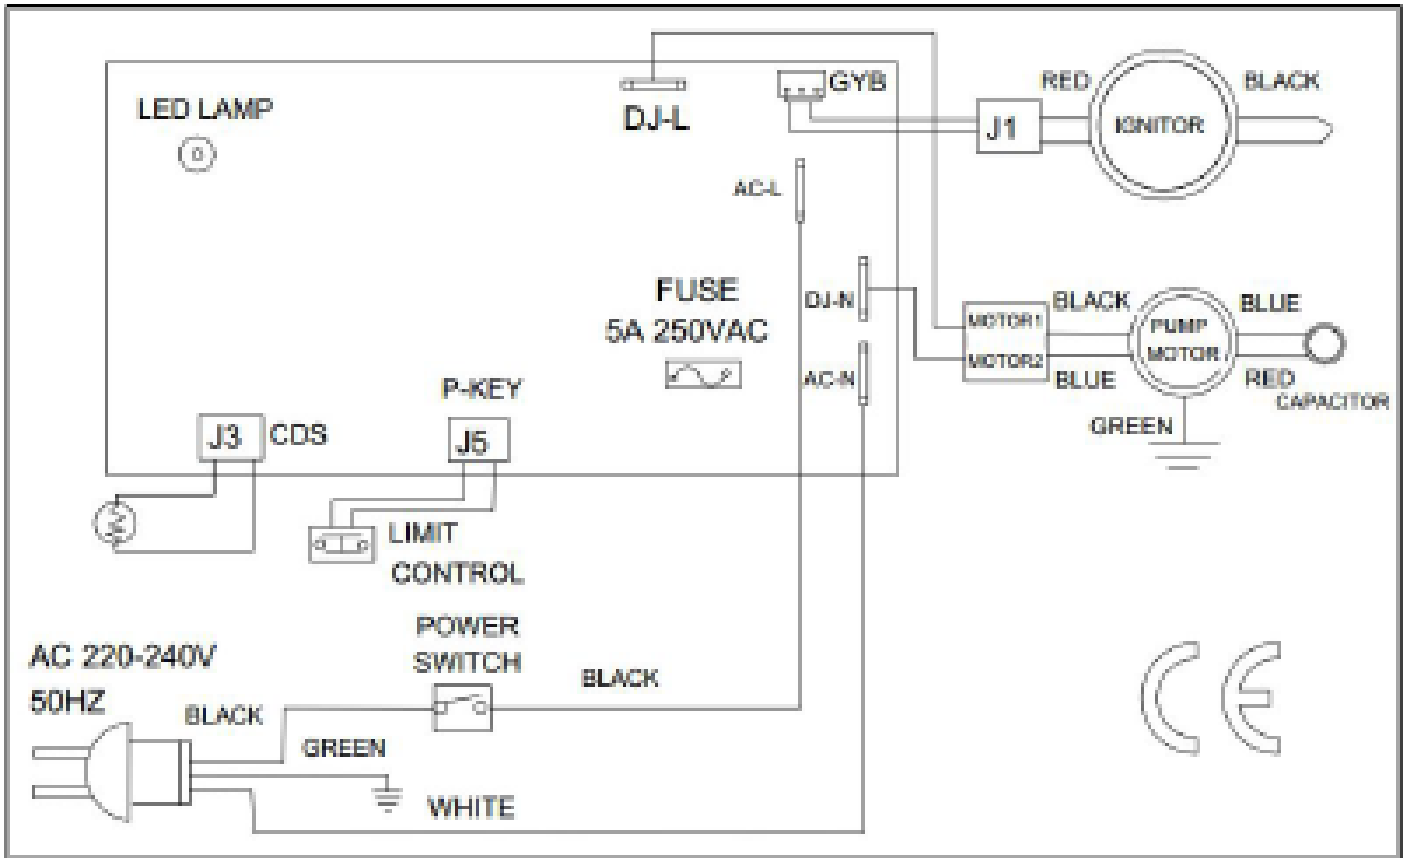 LED LAMP
DJ-L
GYB
J1
RED
IGNITOR
BLACK
AC-L
FUSE
5A 250VAC
DJ-N
AC-N
MOTOR1
MOTOR2
BLACK
BLUE
PUMP
MOTOR
BLUE
RED
CAPACITOR
GREEN
P-KEY
J3
CDS
J5
LIMIT
CONTROL
POWER
SWITCH
AC 220-240V
50HZ
BLACK
BLACK
GREEN
WHITE
CE